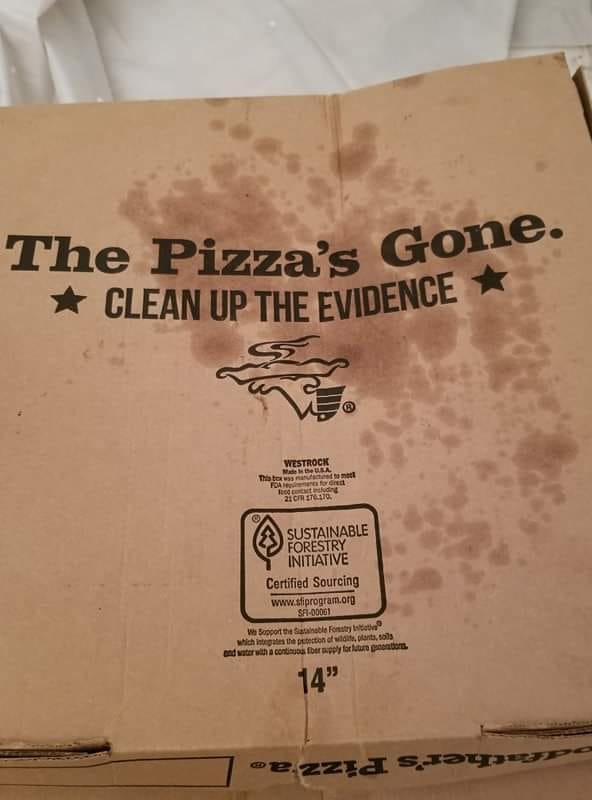 The Pizza's Gone.
★ CLEAN UP THE EVIDENCE ★
®
WESTROCK
Made in the U.S.A.
This box was manufactured to meet
FDA requirements for direct
food contact including
21 CFR 176.170.
®
SUSTAINABLE
FORESTRY
INITIATIVE
Certified Sourcing
www.sfiprogram.org
SFI-00061
We Support the Sustainable Forestry Initiative®
which integrates the protection of wildlife, plants, soils
and water with a continuous fiber supply for future generations.
14”
odfather's Pizza®